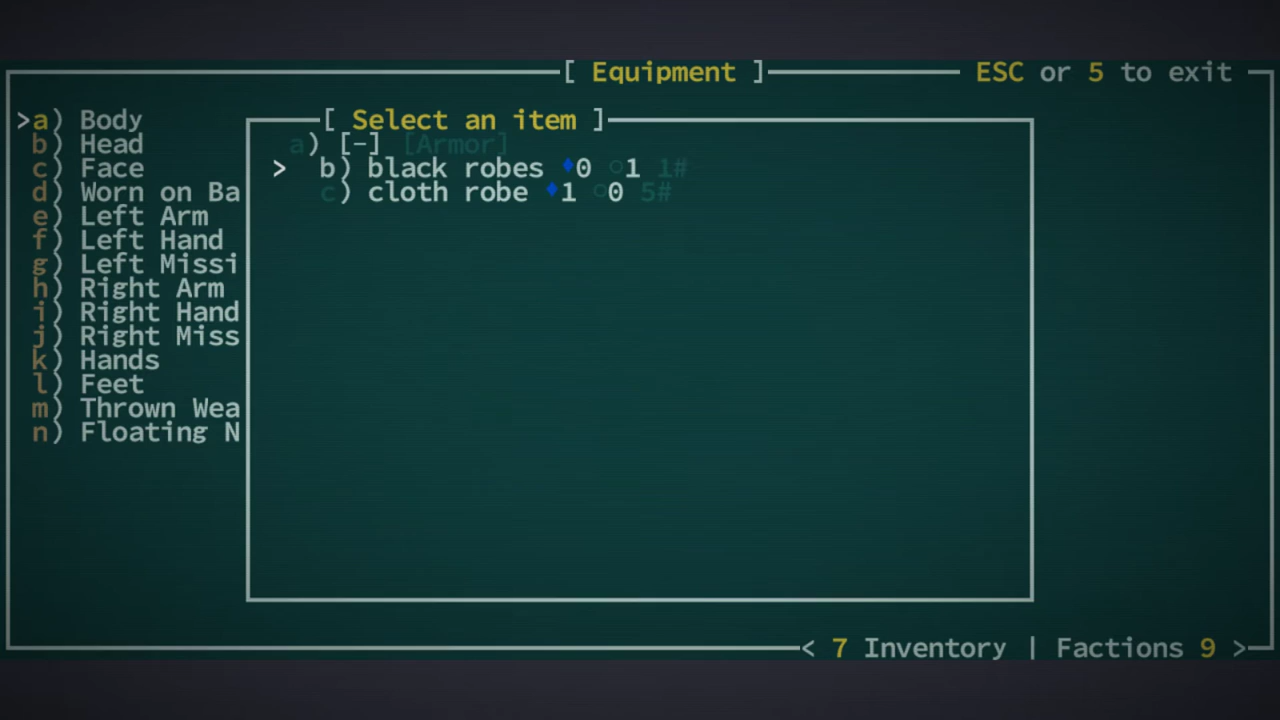 [ Equipment ] ESC or 5 to exit
>a) Body
b) Head
c) Face
d) Worn on Ba
e) Left Arm
f) Left Hand
g) Left Missi
h) Right Arm
i) Right Hand
j) Right Miss
k) Hands
l) Feet
m) Thrown Wea
n) Floating N
[ Select an item ]
a) [-] [Armor]
> b) black robes ♦0 ○1 1#
c) cloth robe ♦1 ○0 5#
< 7 Inventory | Factions 9 >